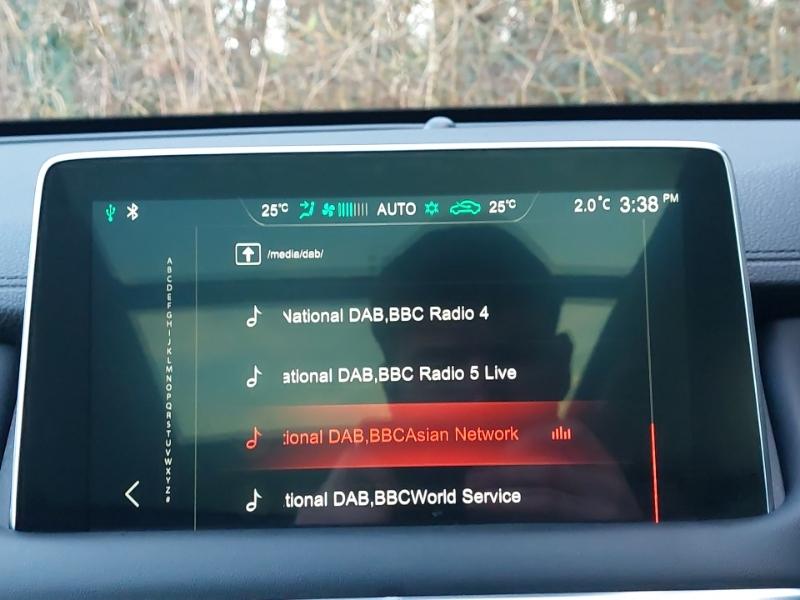 25°C AUTO 25°C 2.0°C 3:38 PM
/media/dab/
A
B
C
D
E
F
G
H
I
J
K
L
M
N
O
P
Q
R
S
T
U
V
W
X
Y
Z
#
National DAB,BBC Radio 4
ational DAB,BBC Radio 5 Live
tional DAB,BBCAsian Network
tional DAB,BBCWorld Service